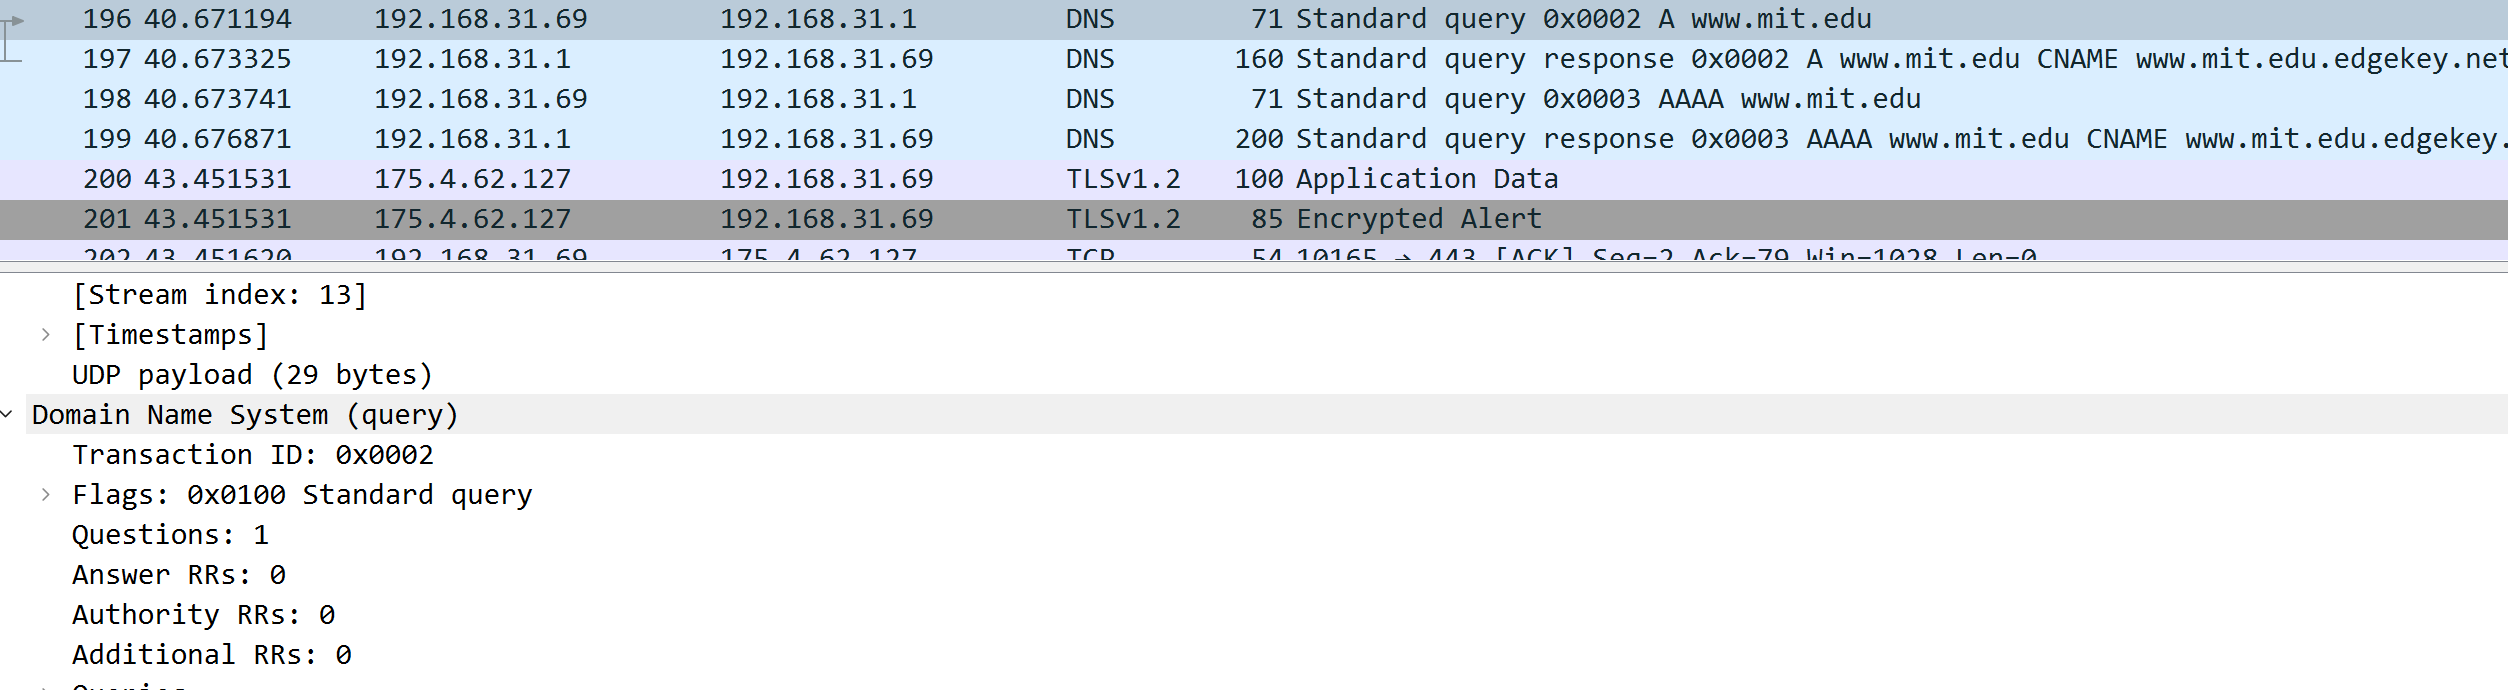 196 40.671194 192.168.31.69 192.168.31.1 DNS 71 Standard query 0x0002 A www.mit.edu
197 40.673325 192.168.31.1 192.168.31.69 DNS 160 Standard query response 0x0002 A www.mit.edu CNAME www.mit.edu.edgekey.net
198 40.673741 192.168.31.69 192.168.31.1 DNS 71 Standard query 0x0003 AAAA www.mit.edu
199 40.676871 192.168.31.1 192.168.31.69 DNS 200 Standard query response 0x0003 AAAA www.mit.edu CNAME www.mit.edu.edgekey.
200 43.451531 175.4.62.127 192.168.31.69 TLSv1.2 100 Application Data
201 43.451531 175.4.62.127 192.168.31.69 TLSv1.2 85 Encrypted Alert
202 43.451620 192.168.31.69 175.4.62.127 TCP 54 10165 → 443 [ACK] Seq=2 Ack=79 Win=1028 Len=0
[Stream index: 13]
[Timestamps]
UDP payload (29 bytes)
Domain Name System (query)
Transaction ID: 0x0002
Flags: 0x0100 Standard query
Questions: 1
Answer RRs: 0
Authority RRs: 0
Additional RRs: 0
Queries